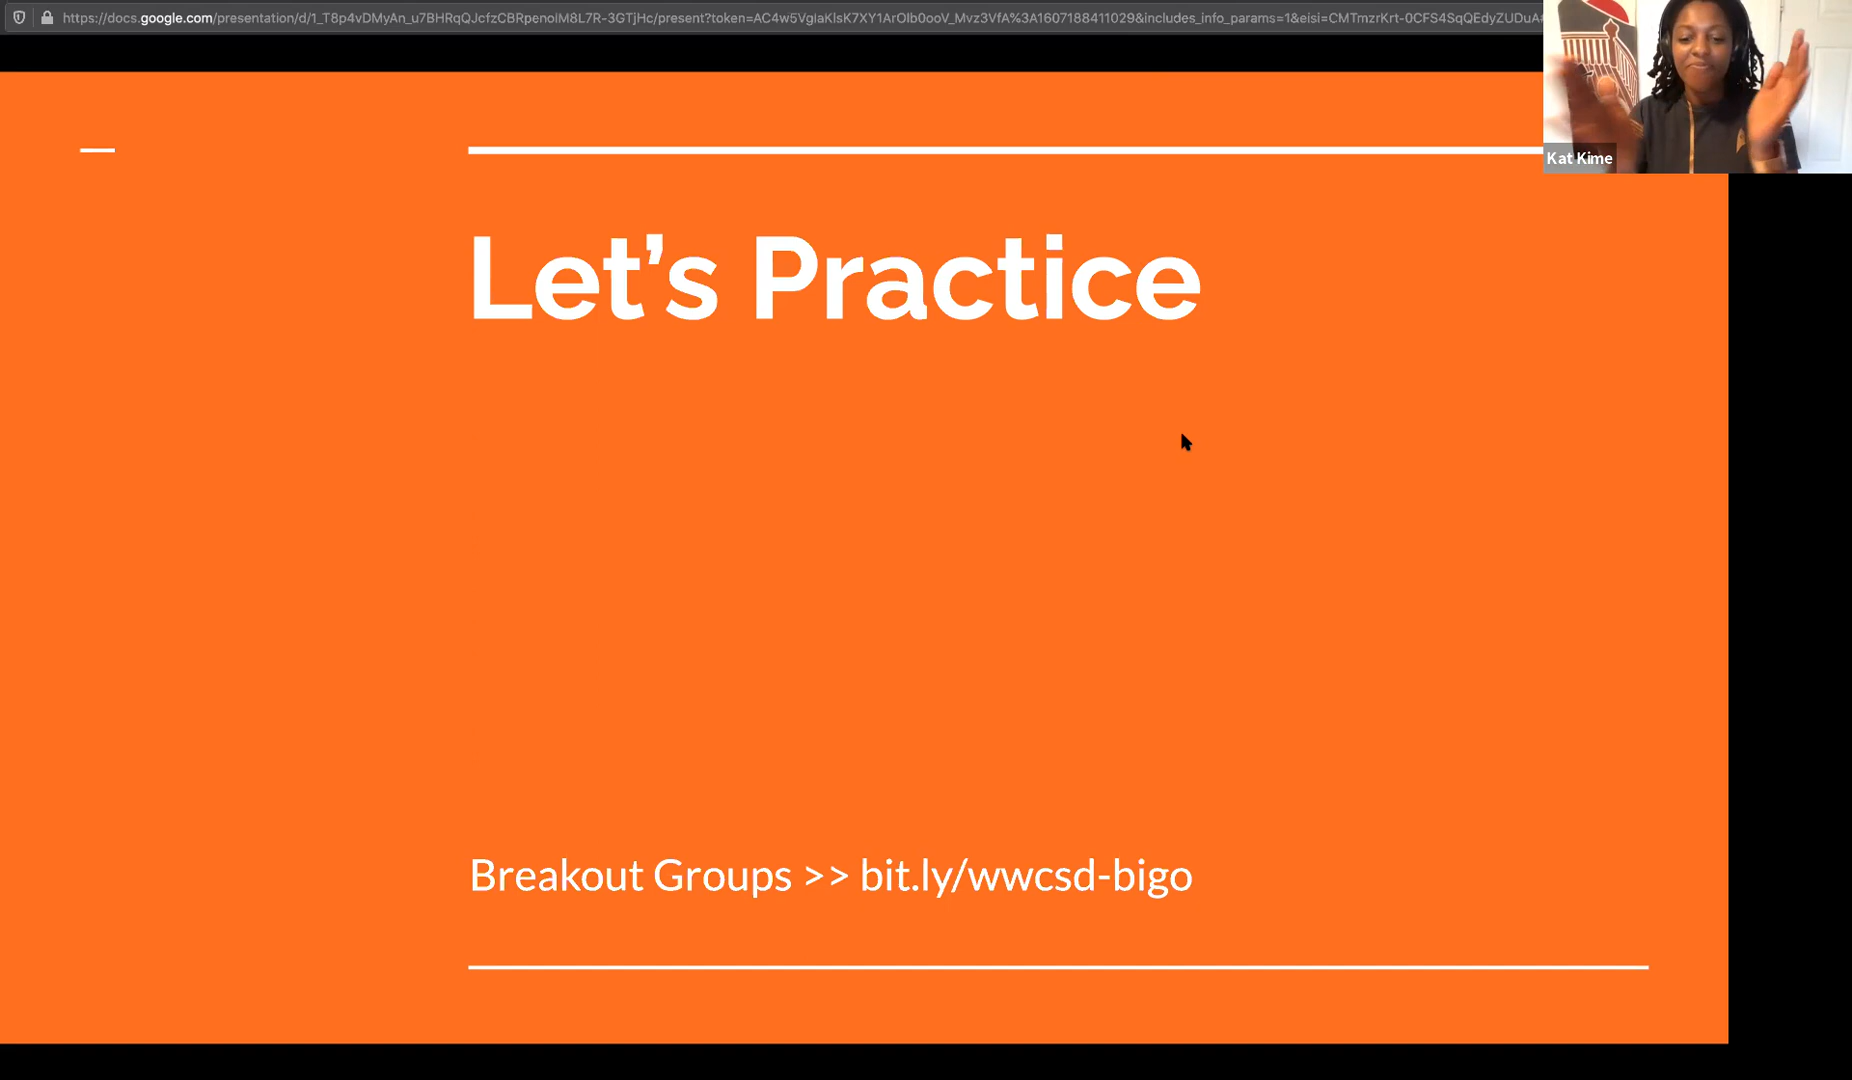 https://docs.google.com/presentation/d/1_T8p4vDMyAn_u7BHRqQJcfzCBRpenolM8L7R-3GTjHc/present?token=AC4w5VglaKlsK7XY1ArOlb0ooV_Mvz3VfA%3A1607188411029&includes_info_params=1&eisi=CMTmzrKrt-0CFS4SqQEdyZUDuA#
Kat Kime
Let's Practice
Breakout Groups >> bit.ly/wwcsd-bigo